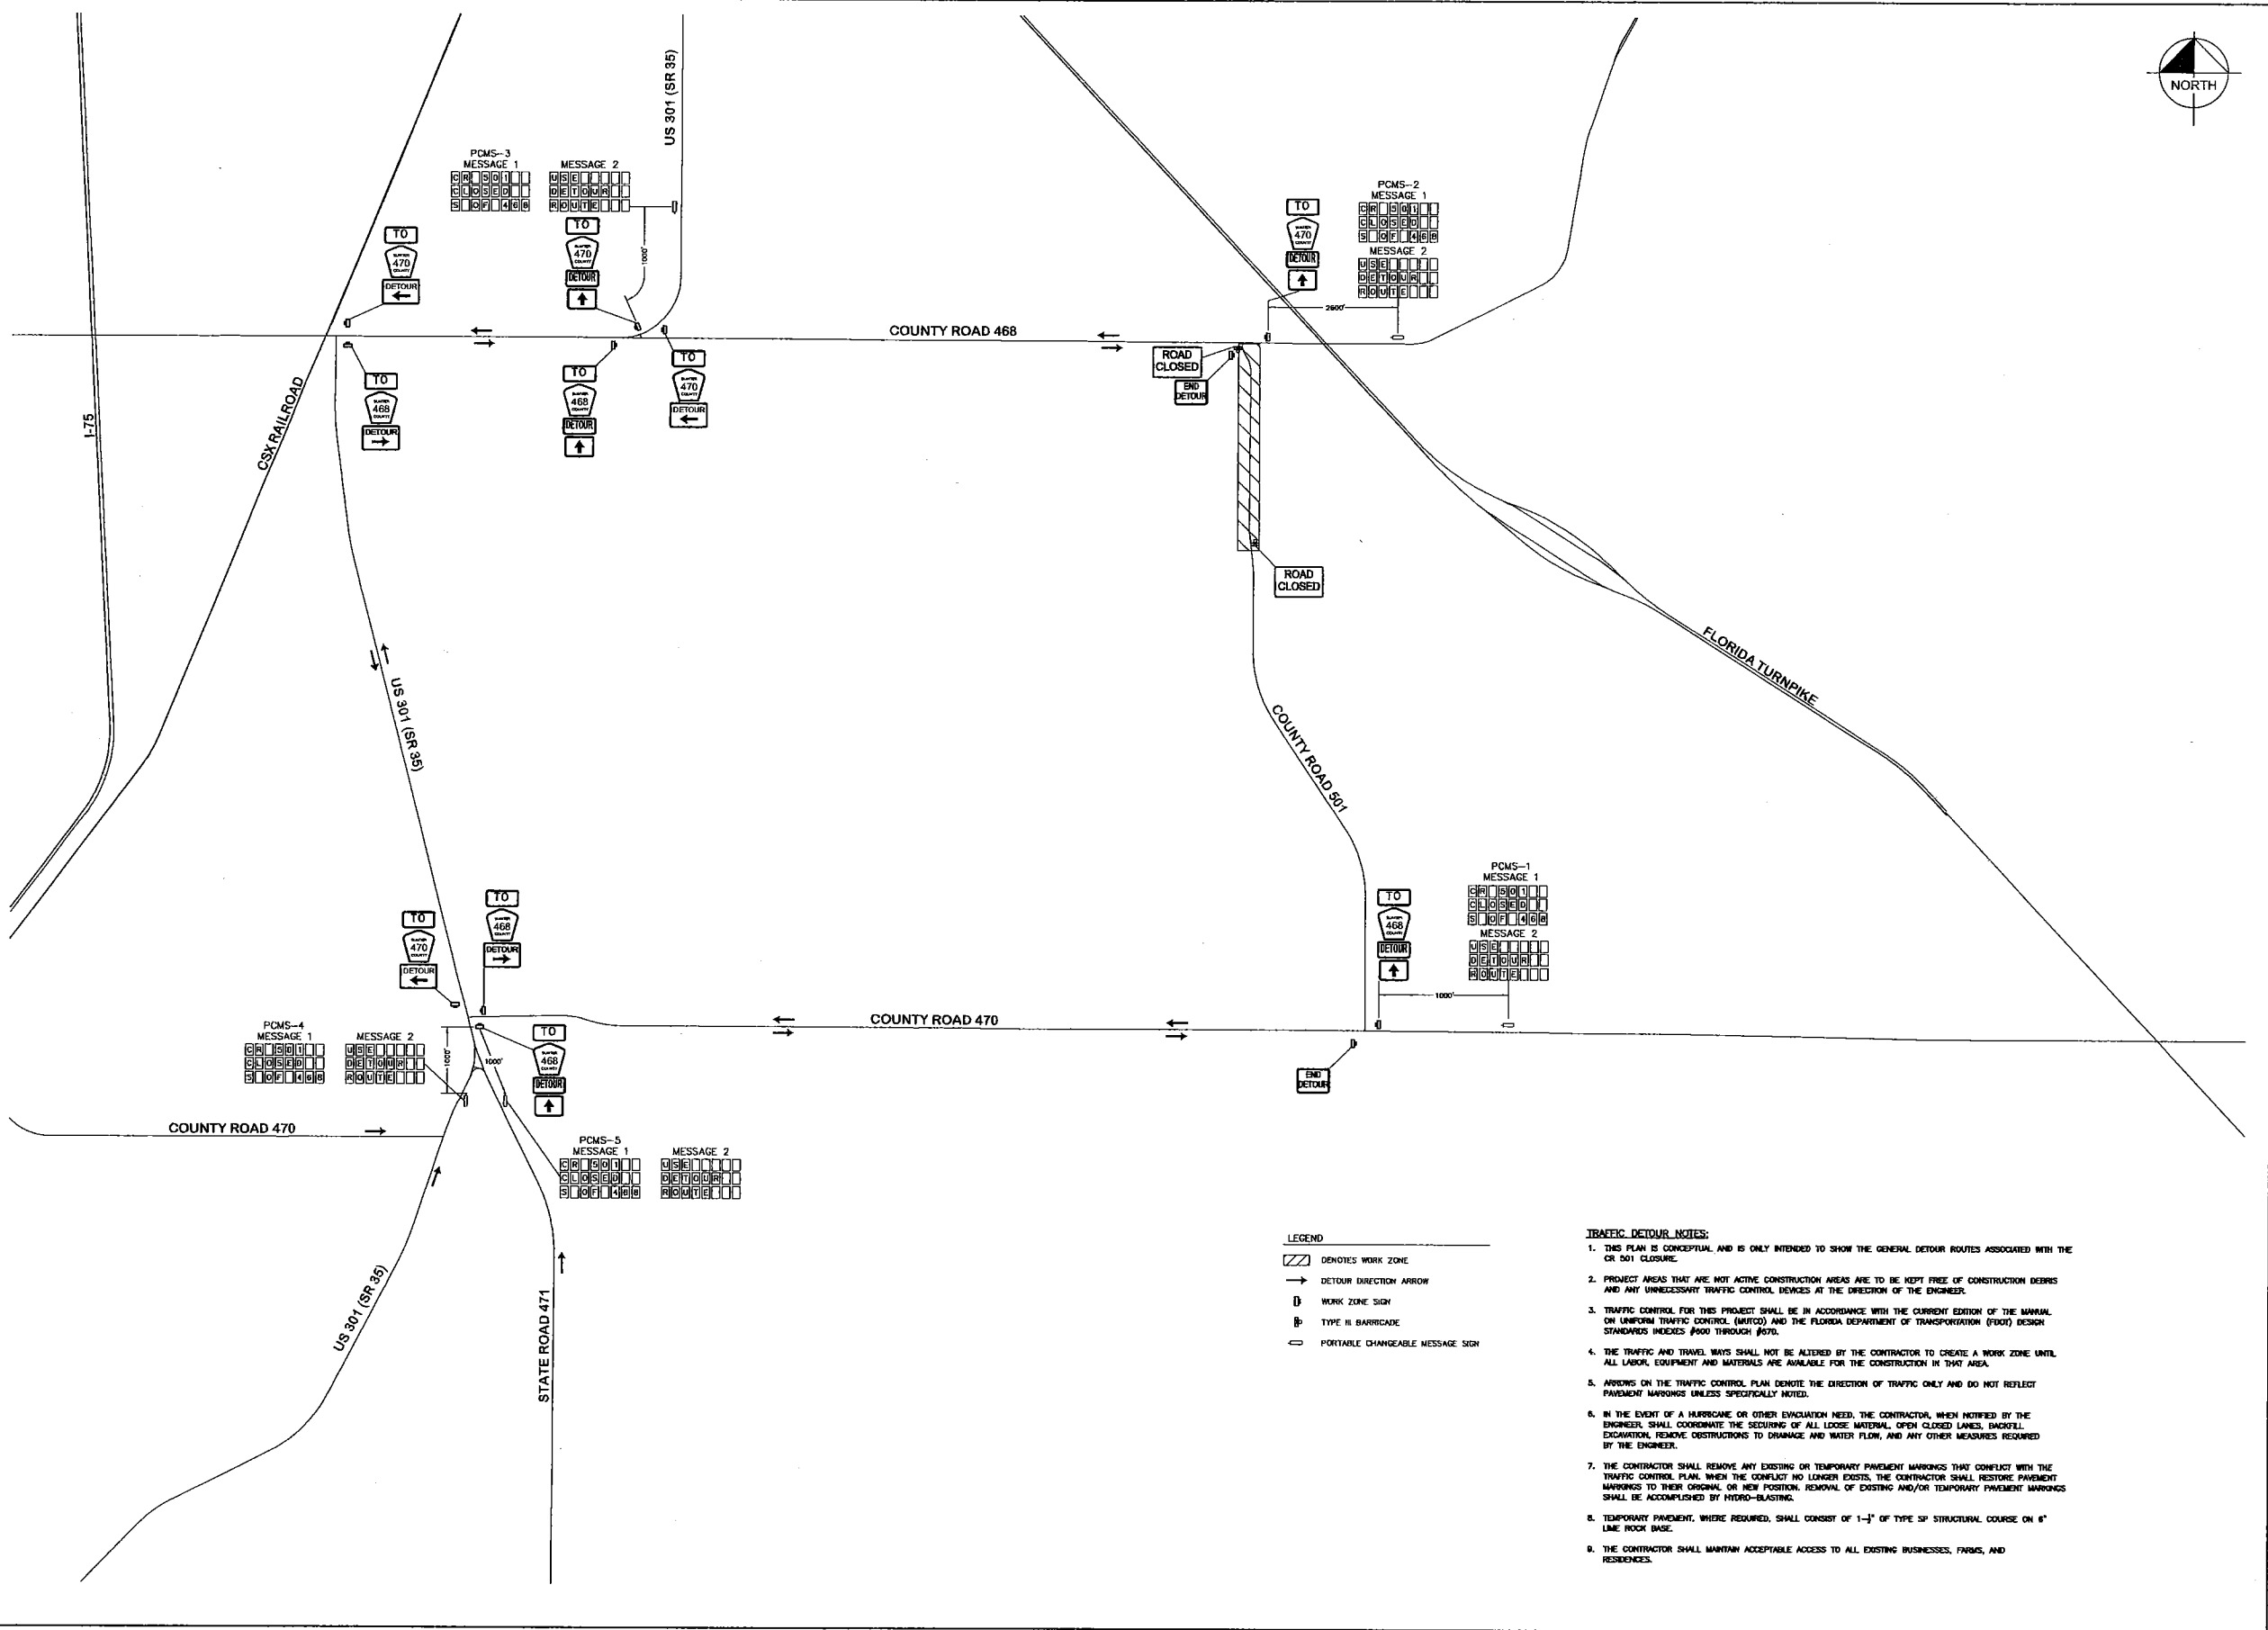 NORTH
US 301 (SR 35)
PCMS-3
MESSAGE 1
CR 501
CLOSED
S OF 468
MESSAGE 2
USE
DETOUR
ROUTE
1000'
TO
SUMTER
470
COUNTY
DETOUR
TO
SUMTER
470
COUNTY
DETOUR
TO
SUMTER
470
COUNTY
DETOUR
PCMS-2
MESSAGE 1
CR 501
CLOSED
S OF 468
MESSAGE 2
USE
DETOUR
ROUTE
2600'
COUNTY ROAD 468
ROAD
CLOSED
END
DETOUR
TO
SUMTER
468
COUNTY
DETOUR
TO
SUMTER
468
COUNTY
DETOUR
TO
SUMTER
470
COUNTY
DETOUR
I-75
CSX RAILROAD
ROAD
CLOSED
FLORIDA TURNPIKE
US 301 (SR 35)
COUNTY ROAD 501
PCMS-1
MESSAGE 1
CR 501
CLOSED
S OF 468
MESSAGE 2
USE
DETOUR
ROUTE
1000'
TO
SUMTER
468
COUNTY
DETOUR
TO
SUMTER
470
COUNTY
DETOUR
TO
SUMTER
468
COUNTY
DETOUR
COUNTY ROAD 470
PCMS-4
MESSAGE 1
CR 501
CLOSED
S OF 468
MESSAGE 2
USE
DETOUR
ROUTE
1000'
1000'
TO
SUMTER
468
COUNTY
DETOUR
END
DETOUR
COUNTY ROAD 470
PCMS-5
MESSAGE 1
CR 501
CLOSED
S OF 468
MESSAGE 2
USE
DETOUR
ROUTE
US 301 (SR 35)
STATE ROAD 471
LEGEND
DENOTES WORK ZONE
DETOUR DIRECTION ARROW
WORK ZONE SIGN
TYPE III BARRICADE
PORTABLE CHANGEABLE MESSAGE SIGN
TRAFFIC DETOUR NOTES:
1. THIS PLAN IS CONCEPTUAL AND IS ONLY INTENDED TO SHOW THE GENERAL DETOUR ROUTES ASSOCIATED WITH THE
CR 501 CLOSURE.
2. PROJECT AREAS THAT ARE NOT ACTIVE CONSTRUCTION AREAS ARE TO BE KEPT FREE OF CONSTRUCTION DEBRIS
AND ANY UNNECESSARY TRAFFIC CONTROL DEVICES AT THE DIRECTION OF THE ENGINEER.
3. TRAFFIC CONTROL FOR THIS PROJECT SHALL BE IN ACCORDANCE WITH THE CURRENT EDITION OF THE MANUAL
ON UNIFORM TRAFFIC CONTROL (MUTCD) AND THE FLORIDA DEPARTMENT OF TRANSPORTATION (FDOT) DESIGN
STANDARDS INDEXES #600 THROUGH #670.
4. THE TRAFFIC AND TRAVEL WAYS SHALL NOT BE ALTERED BY THE CONTRACTOR TO CREATE A WORK ZONE UNTIL
ALL LABOR, EQUIPMENT AND MATERIALS ARE AVAILABLE FOR THE CONSTRUCTION IN THAT AREA.
5. ARROWS ON THE TRAFFIC CONTROL PLAN DENOTE THE DIRECTION OF TRAFFIC ONLY AND DO NOT REFLECT
PAVEMENT MARKINGS UNLESS SPECIFICALLY NOTED.
6. IN THE EVENT OF A HURRICANE OR OTHER EVACUATION NEED, THE CONTRACTOR, WHEN NOTIFIED BY THE
ENGINEER, SHALL COORDINATE THE SECURING OF ALL LOOSE MATERIAL, OPEN CLOSED LANES, BACKFILL
EXCAVATION, REMOVE OBSTRUCTIONS TO DRAINAGE AND WATER FLOW, AND ANY OTHER MEASURES REQUIRED
BY THE ENGINEER.
7. THE CONTRACTOR SHALL REMOVE ANY EXISTING OR TEMPORARY PAVEMENT MARKINGS THAT CONFLICT WITH THE
TRAFFIC CONTROL PLAN. WHEN THE CONFLICT NO LONGER EXISTS, THE CONTRACTOR SHALL RESTORE PAVEMENT
MARKINGS TO THEIR ORIGINAL OR NEW POSITION. REMOVAL OF EXISTING AND/OR TEMPORARY PAVEMENT MARKINGS
SHALL BE ACCOMPLISHED BY HYDRO-BLASTING.
8. TEMPORARY PAVEMENT, WHERE REQUIRED, SHALL CONSIST OF OF TYPE SP STRUCTURAL COURSE ON 6"
LIME ROCK BASE.
9. THE CONTRACTOR SHALL MAINTAIN ACCEPTABLE ACCESS TO ALL EXISTING BUSINESSES, FARMS, AND
RESIDENCES.